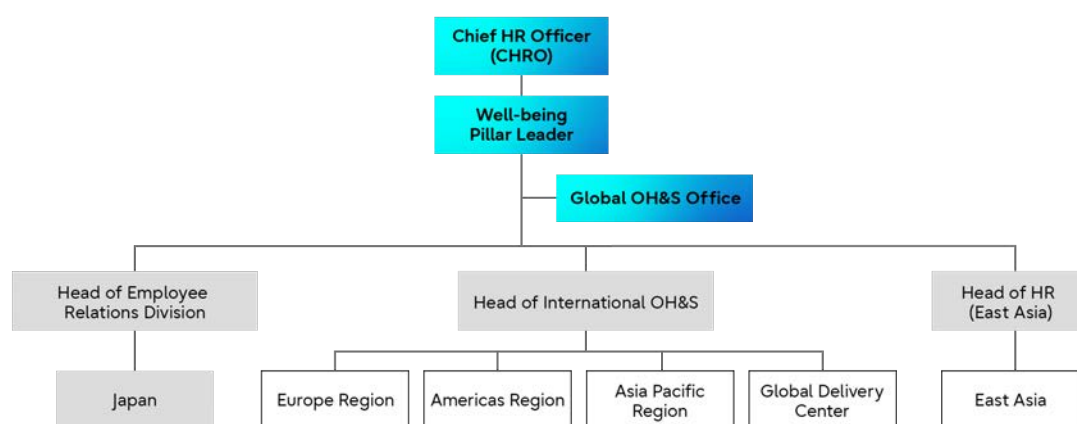 Chief HR Officer
(CHRO)
Well-being
Pillar Leader
Global OH&S Office
Head of Employee
Relations Division
Head of International OH&S
Head of HR
(East Asia)
Japan
Europe Region
Americas Region
Asia Pacific
Region
Global Delivery
Center
East Asia